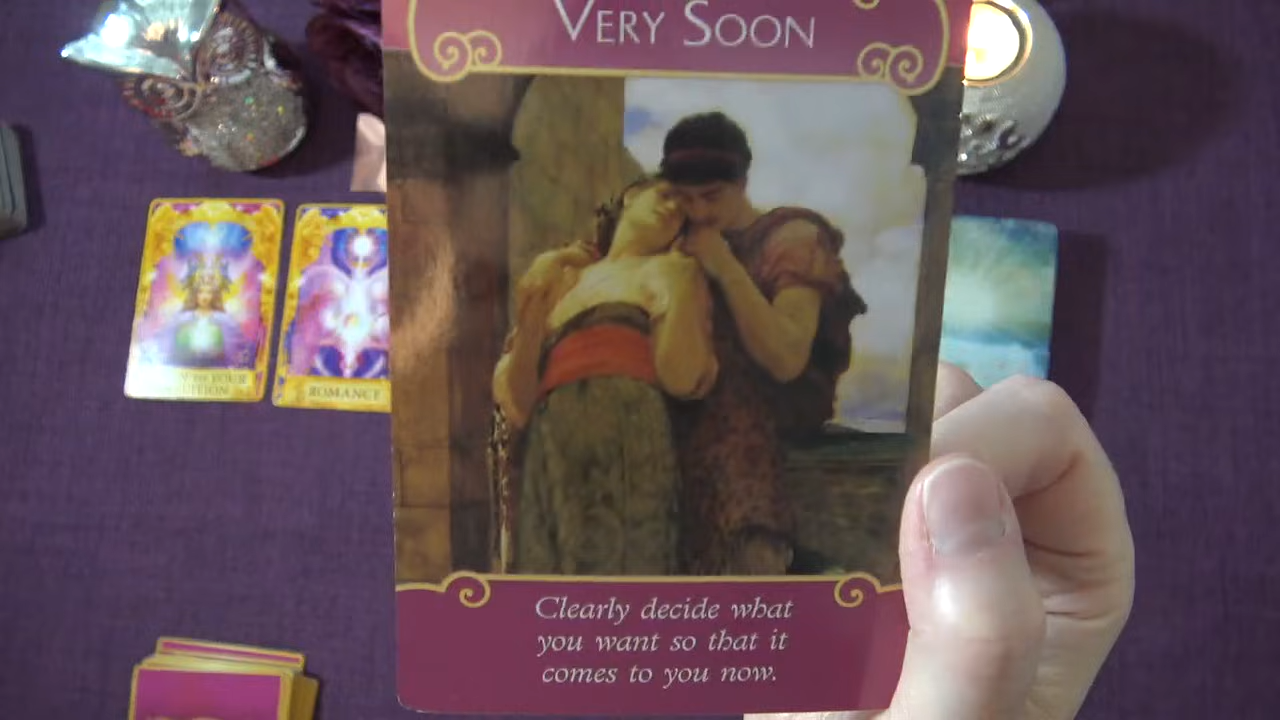 VERY SOON
ROMANCE
Clearly decide what
you want so that it
comes to you now.